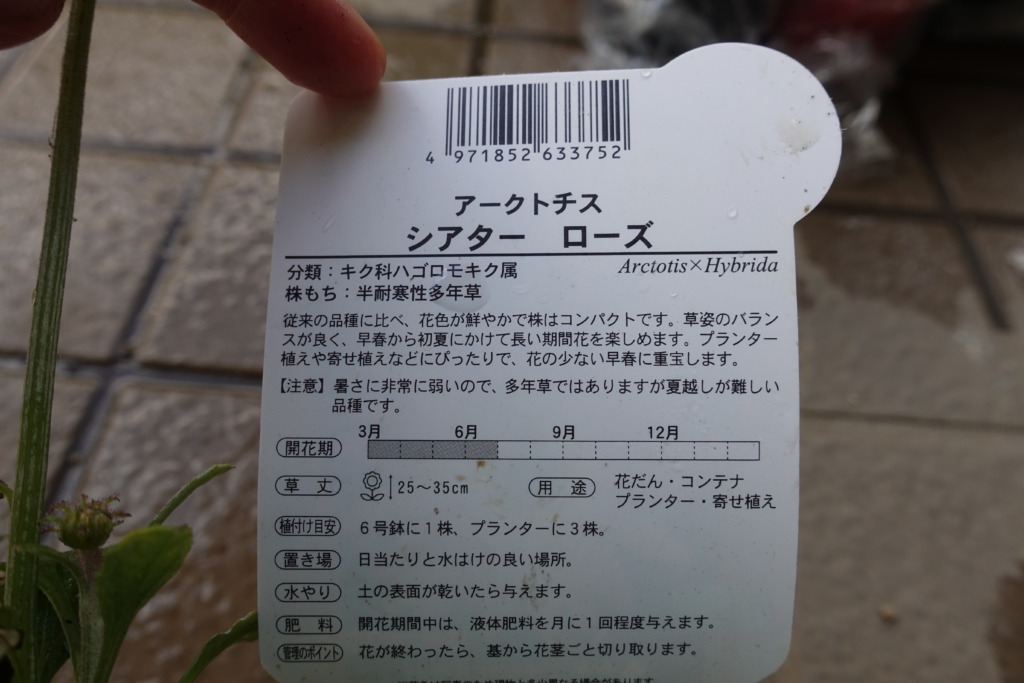 4 971852 633752
アークトチス
シアター ローズ
分類：キク科ハゴロモキク属 Arctotis×Hybrida
株もち：半耐寒性多年草
従来の品種に比べ、花色が鮮やかで株はコンパクトです。草姿のバラン
スが良く、早春から初夏にかけて長い期間花を楽しめます。プランター
植えや寄せ植えなどにぴったりで、花の少ない早春に重宝します。
【注意】暑さに非常に弱いので、多年草ではありますが夏越しが難しい
品種です。
3月 6月 9月 12月
開花期
草丈 25～35cm 用途 花だん・コンテナ
プランター・寄せ植え
植付け目安 6号鉢に1株、プランターに3株。
置き場 日当たりと水はけの良い場所。
水やり 土の表面が乾いたら与えます。
肥料 開花期間中は、液体肥料を月に1回程度与えます。
管理のポイント 花が終わったら、基から花茎ごと切り取ります。